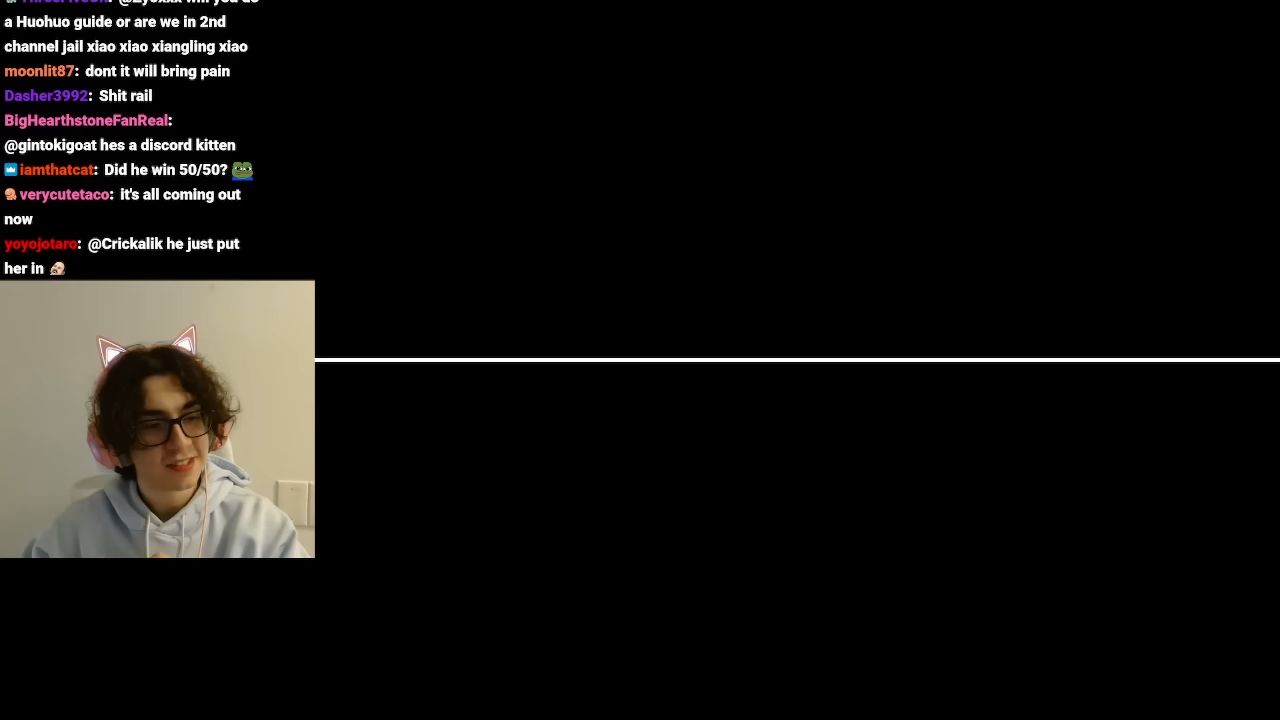 a Huohuo guide or are we in 2nd
channel jail xiao xiao xiangling xiao
moonlit87: dont it will bring pain
Dasher3992: Shit rail
BigHearthstoneFanReal:
@gintokigoat hes a discord kitten
iamthatcat: Did he win 50/50?
verycutetaco: it's all coming out
now
yoyojotaro: @Crickalik he just put
her in